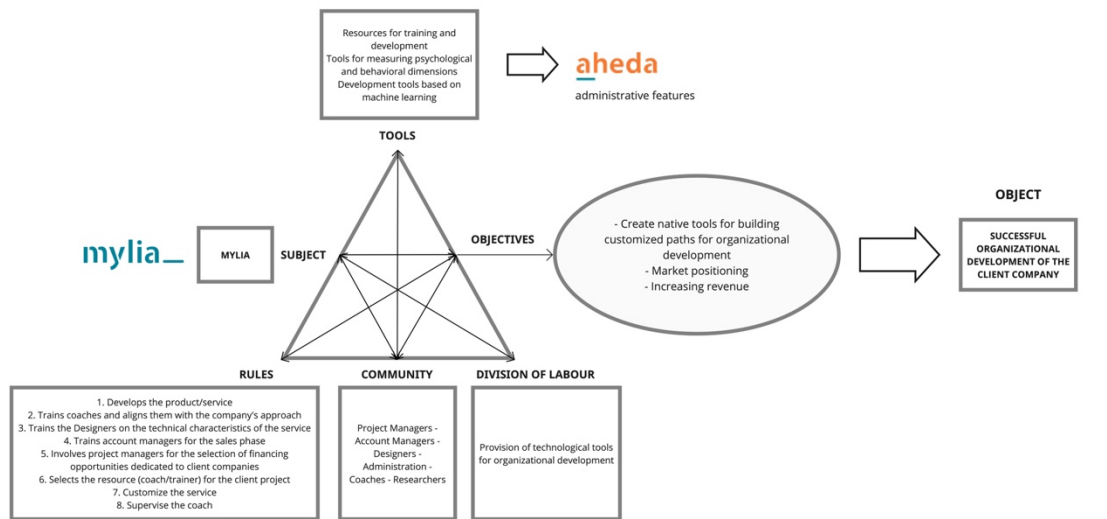 Resources for training and
development
Tools for measuring psychological
and behavioral dimensions
Development tools based on
machine learning
aheda
administrative features
TOOLS
mylia_
MYLIA
SUBJECT
OBJECTIVES
- Create native tools for building
customized paths for organizational
development
- Market positioning
- Increasing revenue
OBJECT
SUCCESSFUL
ORGANIZATIONAL
DEVELOPMENT OF THE
CLIENT COMPANY
RULES
1. Develops the product/service
2. Trains coaches and aligns them with the company's approach
3. Trains the Designers on the technical characteristics of the service
4. Trains account managers for the sales phase
5. Involves project managers for the selection of financing
opportunities dedicated to client companies
6. Selects the resource (coach/trainer) for the client project
7. Customize the service
8. Supervise the coach
COMMUNITY
Project Managers -
Account Managers -
Designers -
Administration -
Coaches - Researchers
DIVISION OF LABOUR
Provision of technological tools
for organizational development